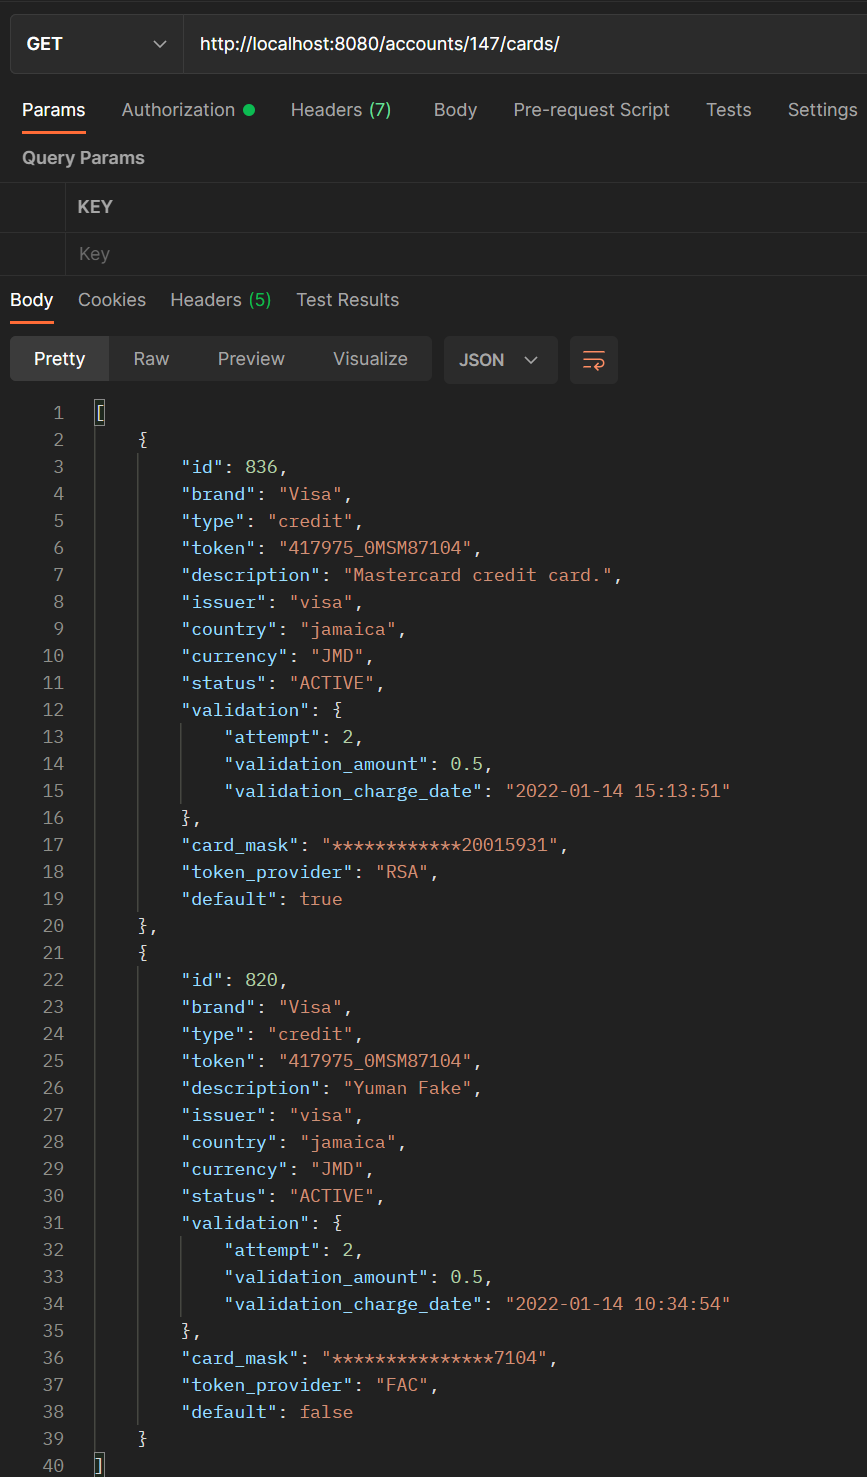 GET http://localhost:8080/accounts/147/cards/
Params Authorization Headers (7) Body Pre-request Script Tests Settings
Query Params
KEY
Key
Body Cookies Headers (5) Test Results
Pretty Raw Preview Visualize JSON
1 [
2 {
3 "id": 836,
4 "brand": "Visa",
5 "type": "credit",
6 "token": "417975_0MSM87104",
7 "description": "Mastercard credit card.",
8 "issuer": "visa",
9 "country": "jamaica",
10 "currency": "JMD",
11 "status": "ACTIVE",
12 "validation": {
13 "attempt": 2,
14 "validation_amount": 0.5,
15 "validation_charge_date": "2022-01-14 15:13:51"
16 },
17 "card_mask": "************20015931",
18 "token_provider": "RSA",
19 "default": true
20 },
21 {
22 "id": 820,
23 "brand": "Visa",
24 "type": "credit",
25 "token": "417975_0MSM87104",
26 "description": "Yuman Fake",
27 "issuer": "visa",
28 "country": "jamaica",
29 "currency": "JMD",
30 "status": "ACTIVE",
31 "validation": {
32 "attempt": 2,
33 "validation_amount": 0.5,
34 "validation_charge_date": "2022-01-14 10:34:54"
35 },
36 "card_mask": "***************7104",
37 "token_provider": "FAC",
38 "default": false
39 }
40 ]